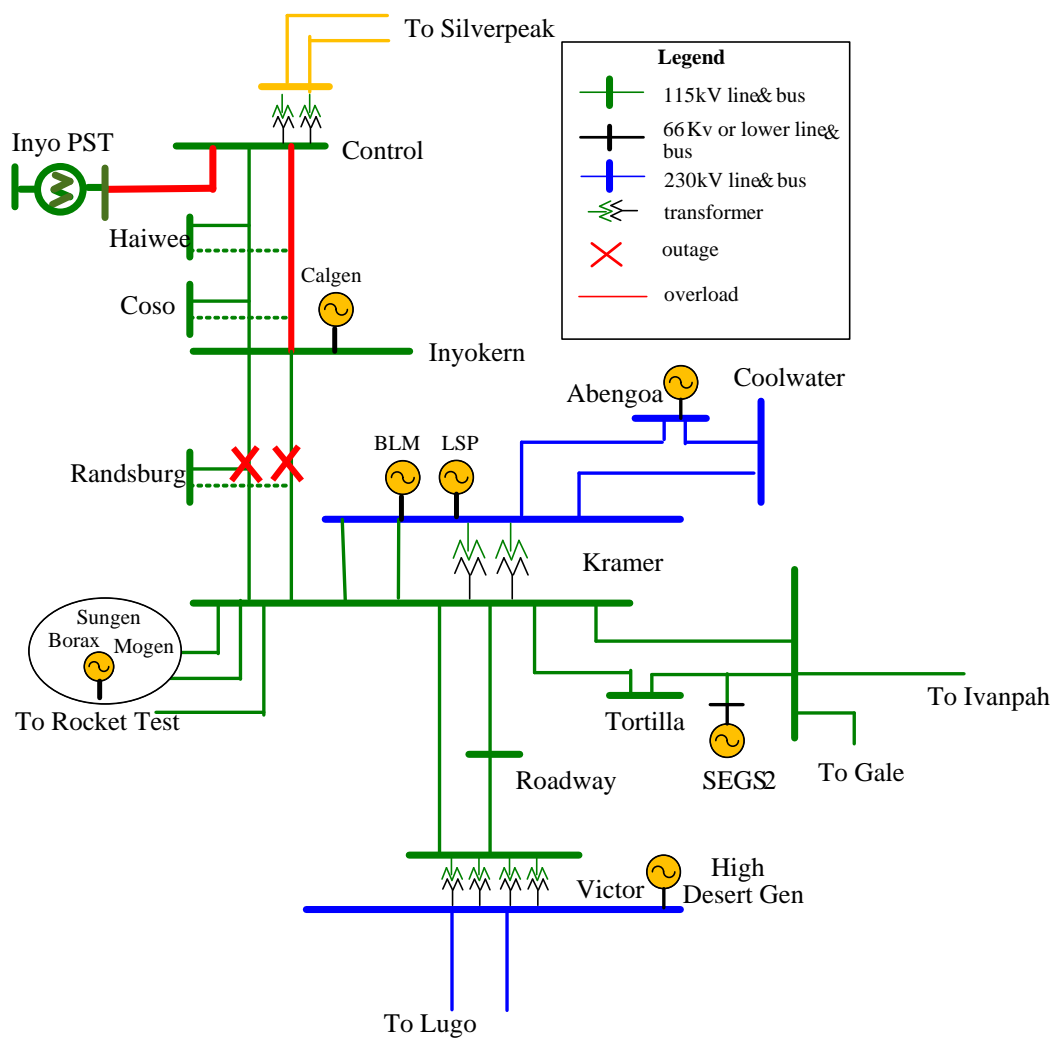 To Silverpeak
Legend
115kV line& bus
66Kv or lower line&
bus
230kV line& bus
transformer
outage
overload
Inyo PST
Control
Haiwee
Calgen
Coso
Inyokern
Abengoa
Coolwater
BLM
LSP
Randsburg
Kramer
Sungen
Borax
Mogen
To Rocket Test
Tortilla
To Ivanpah
SEGS2
To Gale
Roadway
High
Desert Gen
Victor
To Lugo